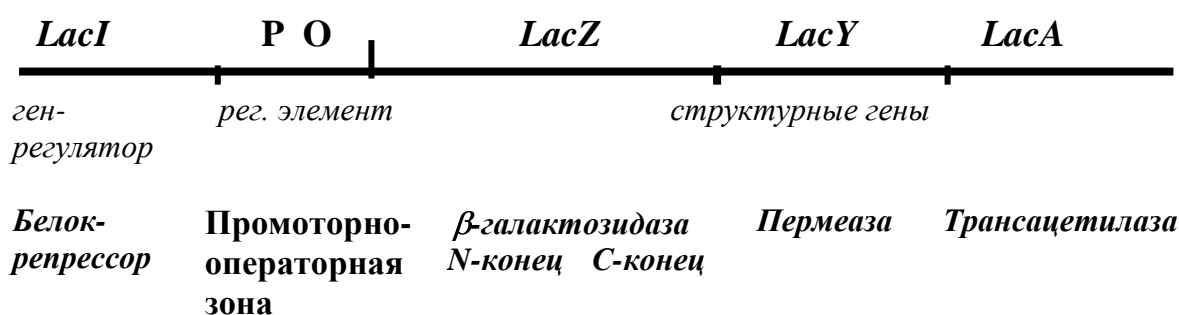 LacI P O LacZ LacY LacA
ген- рег. элемент структурные гены
регулятор
Белок- Промоторно- β-галактозидаза Пермеаза Трансацетилаза
репрессор операторная N-конец C-конец
зона